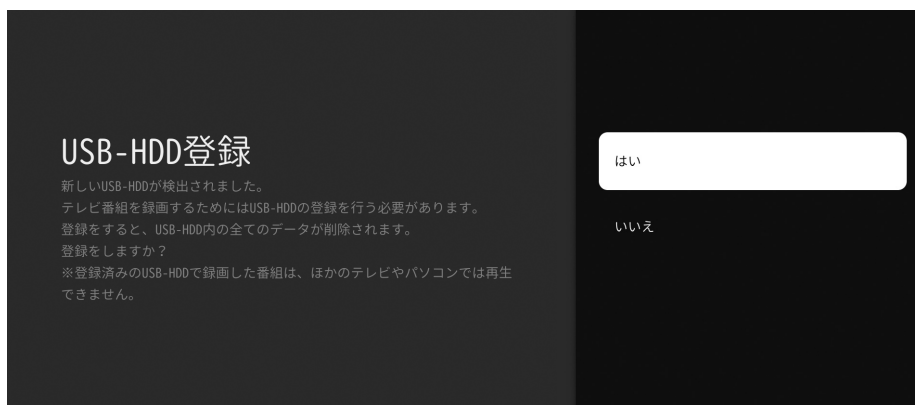 USB-HDD登録
新しいUSB-HDDが検出されました。
テレビ番組を録画するためにはUSB-HDDの登録を行う必要があります。
登録をすると、USB-HDD内の全てのデータが削除されます。
登録をしますか？
※登録済みのUSB-HDDで録画した番組は、ほかのテレビやパソコンでは再生
できません。
はい
いいえ